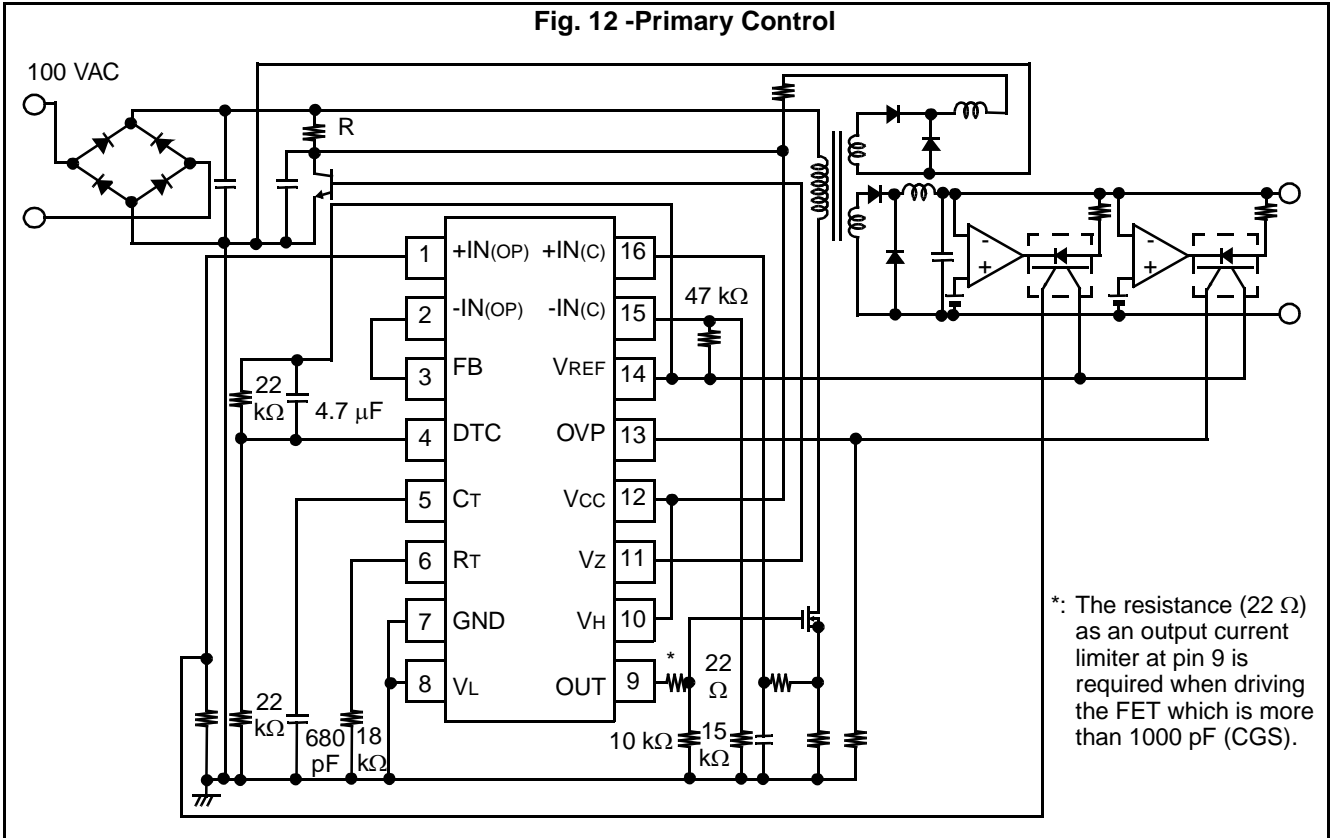 Fig. 12 -Primary Control
100 VAC
R
1 +IN(OP) +IN(C) 16
2 -IN(OP) -IN(C) 15
3 FB VREF 14
4 DTC OVP 13
5 CT VCC 12
6 RT VZ 11
7 GND VH 10
8 VL OUT 9
47 kΩ
22
kΩ
4.7 μF
-
+
-
+
*
22
Ω
22
kΩ
680
pF
18
kΩ
10 kΩ
15
kΩ
*: The resistance (22 Ω)
as an output current
limiter at pin 9 is
required when driving
the FET which is more
than 1000 pF (CGS).